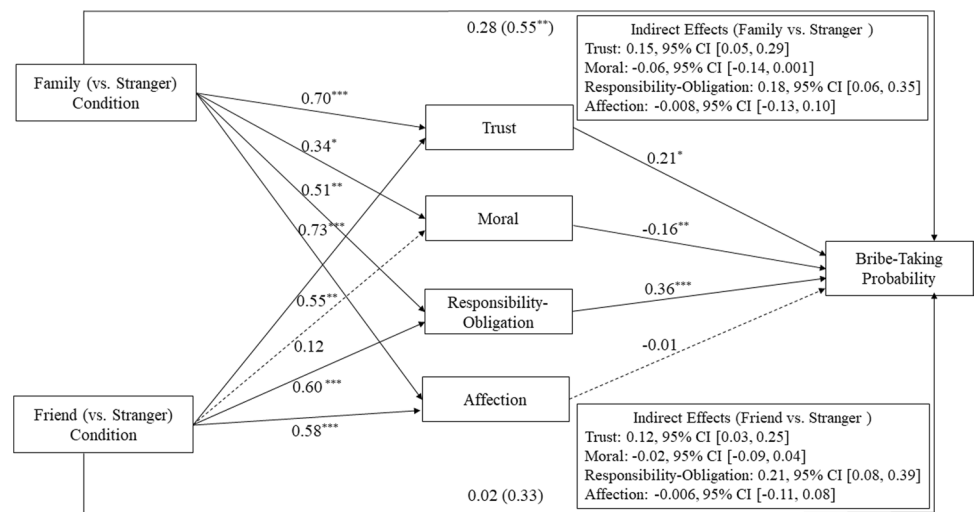 0.28 (0.55**)
Indirect Effects (Family vs. Stranger )
Trust: 0.15, 95% CI [0.05, 0.29]
Moral: -0.06, 95% CI [-0.14, 0.001]
Responsibility-Obligation: 0.18, 95% CI [0.06, 0.35]
Affection: -0.008, 95% CI [-0.13, 0.10]
Family (vs. Stranger)
Condition
0.70***
0.34*
0.51**
0.73***
Trust
0.21*
Moral
-0.16**
Bribe-Taking
Probability
0.55**
0.12
0.60***
0.58***
Responsibility-
Obligation
0.36***
-0.01
Friend (vs. Stranger)
Condition
Affection
Indirect Effects (Friend vs. Stranger )
Trust: 0.12, 95% CI [0.03, 0.25]
Moral: -0.02, 95% CI [-0.09, 0.04]
Responsibility-Obligation: 0.21, 95% CI [0.08, 0.39]
Affection: -0.006, 95% CI [-0.11, 0.08]
0.02 (0.33)